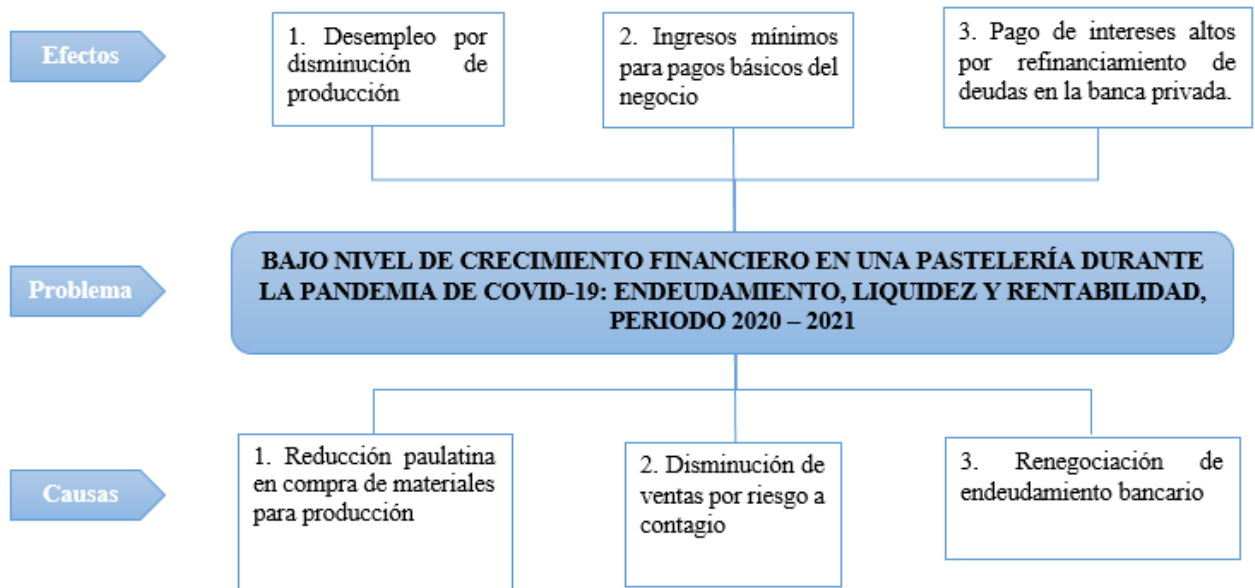 Efectos
1. Desempleo por
disminución de
producción
2. Ingresos mínimos
para pagos básicos del
negocio
3. Pago de intereses altos
por refinanciamiento de
deudas en la banca privada.
Problema
BAJO NIVEL DE CRECIMIENTO FINANCIERO EN UNA PASTELERÍA DURANTE
LA PANDEMIA DE COVID-19: ENDEUDAMIENTO, LIQUIDEZ Y RENTABILIDAD,
PERIODO 2020 – 2021
Causas
1. Reducción paulatina
en compra de materiales
para producción
2. Disminución de
ventas por riesgo a
contagio
3. Renegociación de
endeudamiento bancario